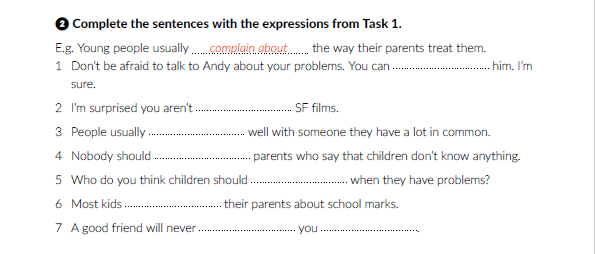 2 Complete the sentences with the expressions from Task 1.
E.g. Young people usually ......complain about....... the way their parents treat them.
1 Don't be afraid to talk to Andy about your problems. You can ................................ him. I'm
sure.
2 I'm surprised you aren't ................................ SF films.
3 People usually ................................ well with someone they have a lot in common.
4 Nobody should ................................ parents who say that children don't know anything.
5 Who do you think children should ................................ when they have problems?
6 Most kids ................................ their parents about school marks.
7 A good friend will never ................................ you .................................